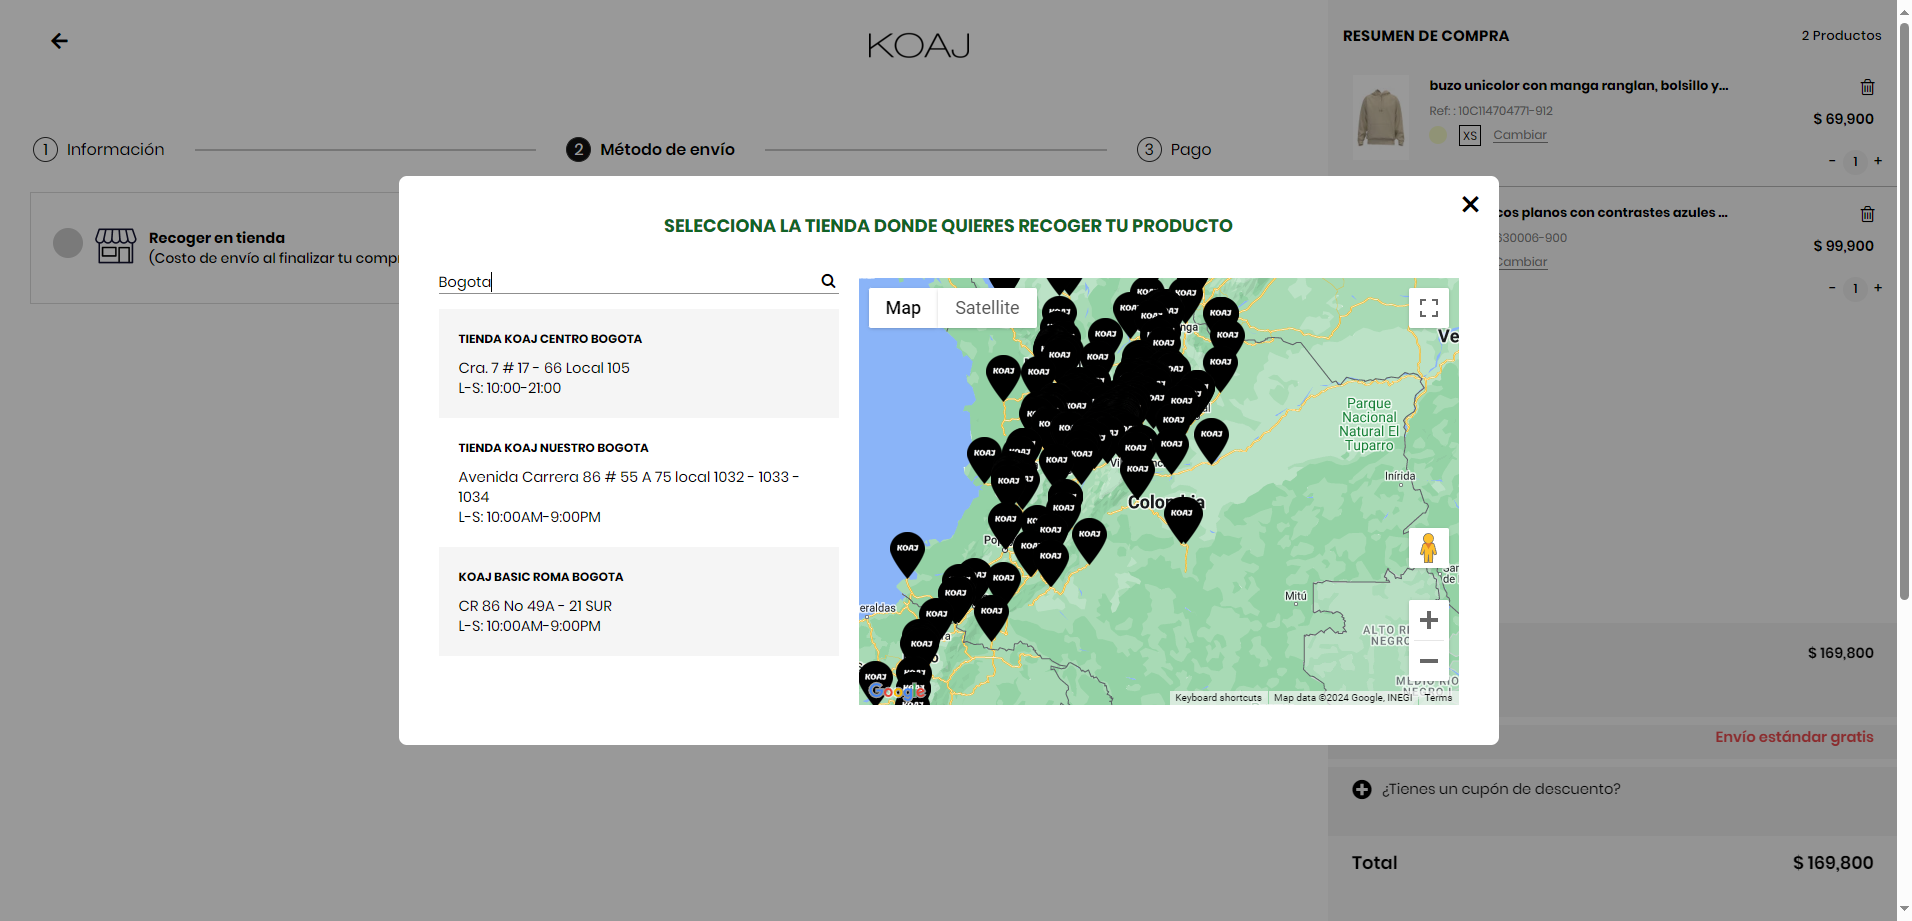 KOAJ
RESUMEN DE COMPRA
2 Productos
buzo unicolor con manga ranglan, bolsillo y...
Ref. : 10C114704771-912
XS
Cambiar
$ 69,900
- 1 +
1 Información
2 Método de envío
3 Pago
Recoger en tienda
(Costo de envío al finalizar tu compr
cos planos con contrastes azules ...
330006-900
Cambiar
$ 99,900
- 1 +
SELECCIONA LA TIENDA DONDE QUIERES RECOGER TU PRODUCTO
Bogota
TIENDA KOAJ CENTRO BOGOTA
Cra. 7 # 17 - 66 Local 105
L-S: 10:00-21:00
TIENDA KOAJ NUESTRO BOGOTA
Avenida Carrera 86 # 55 A 75 local 1032 - 1033 -
1034
L-S: 10:00AM-9:00PM
KOAJ BASIC ROMA BOGOTA
CR 86 No 49A - 21 SUR
L-S: 10:00AM-9:00PM
Map
Satellite
Ve
Parque
Nacional
Natural El
Tuparro
Inírida
Colombia
Mitú
eraldas
ALTO RI
NEGRO
MEDIO RIO
NEGRO I
Google
Keyboard shortcuts
Map data ©2024 Google, INEGI
Terms
$ 169,800
Envío estándar gratis
¿Tienes un cupón de descuento?
Total
$ 169,800